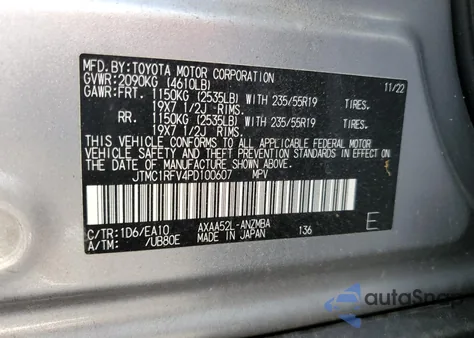 MFD.BY:TOYOTA MOTOR CORPORATION 11/22
GVWR:2090KG (4610LB)
GAWR:FRT. 1150KG (2535LB) WITH 235/55R19 TIRES.
19X7 1/2J RIMS.
RR. 1150KG (2535LB) WITH 235/55R19 TIRES.
19X7 1/2J RIMS.
THIS VEHICLE CONFORMS TO ALL APPLICABLE FEDERAL MOTOR
VEHICLE SAFETY AND BUMPER STANDARDS IN EFFECT ON
THE DATE OF MANUFACTURE SHOWN ABOVE.
JTMC1RFV4PD100607 MPV
C/TR:1D6/EA10 AXAA52L-ANZMBA E
A/TM: /UB80E MADE IN JAPAN 136
autoSnap